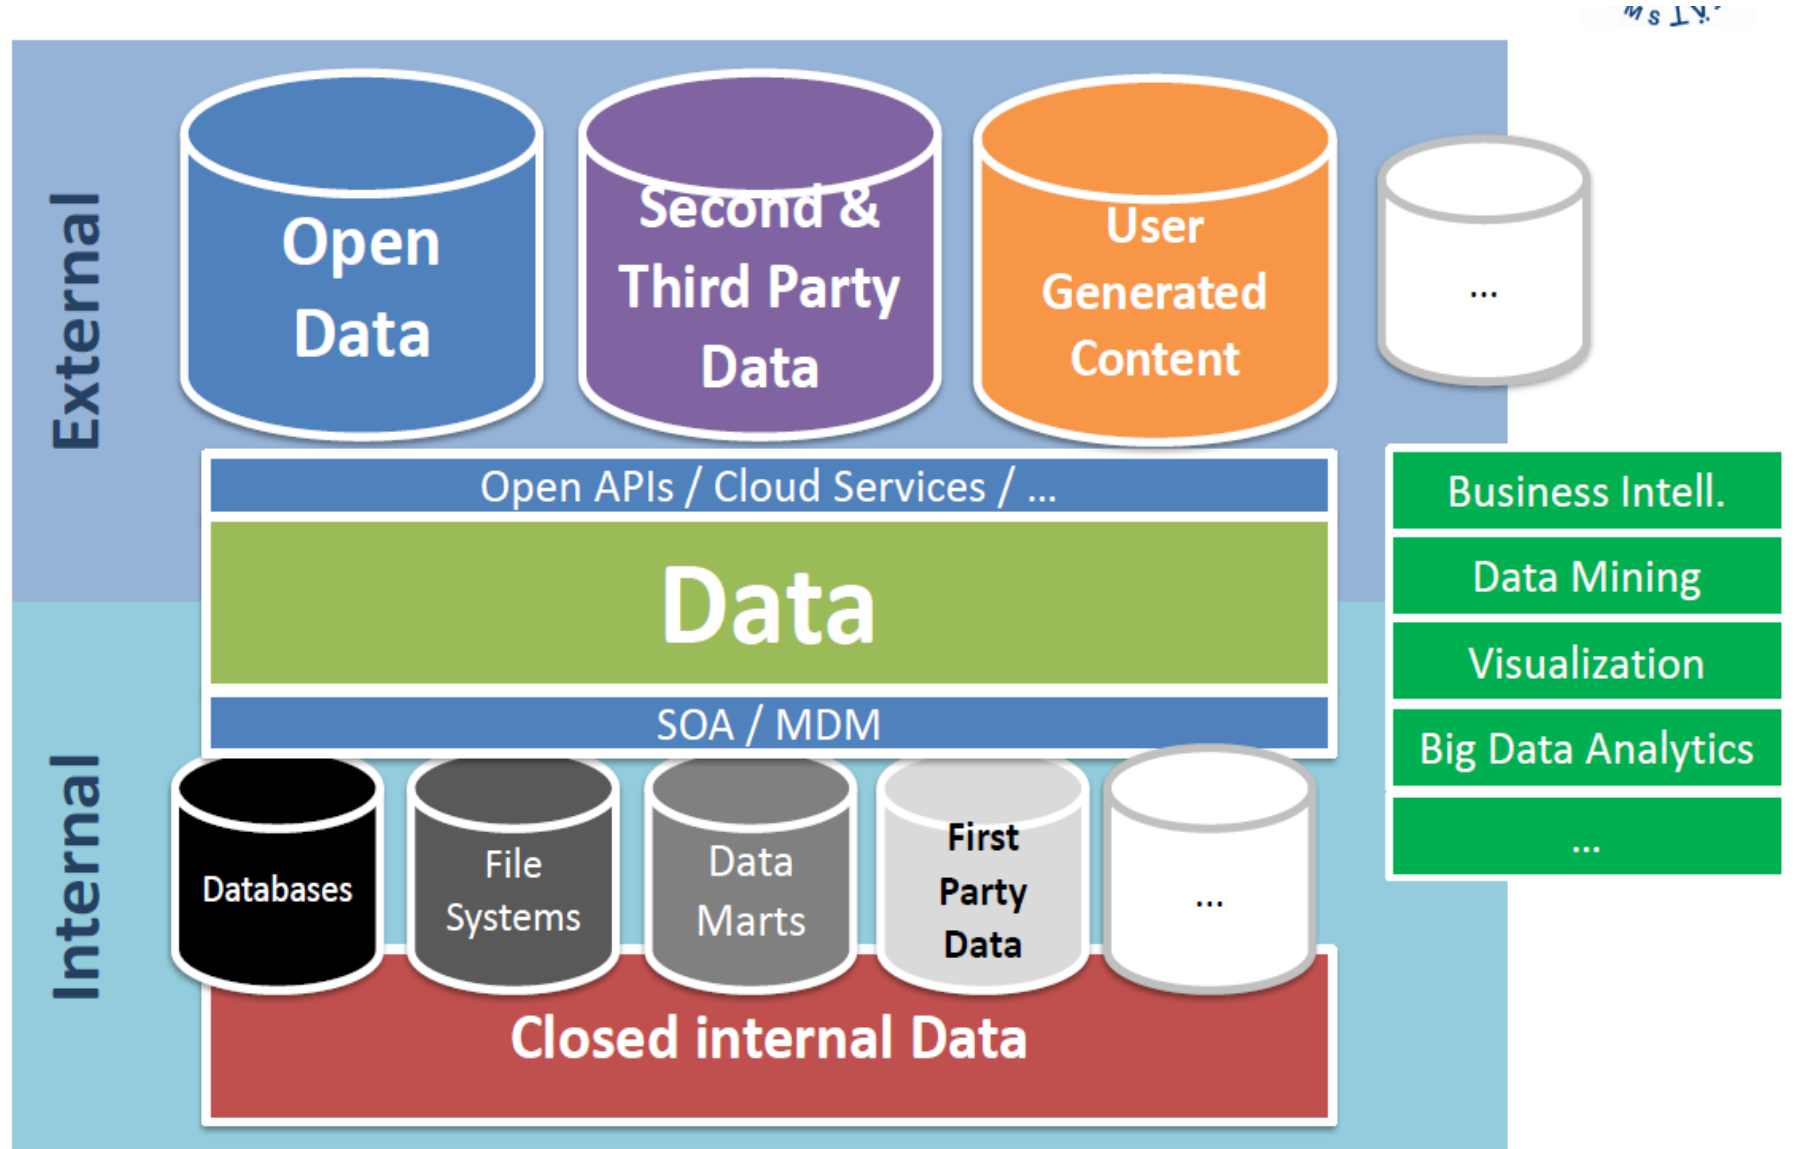 External
Open
Data
Second &
Third Party
Data
User
Generated
Content
...
Open APIs / Cloud Services / ...
Data
SOA / MDM
Business Intell.
Data Mining
Visualization
Big Data Analytics
...
Internal
Databases
File
Systems
Data
Marts
First
Party
Data
...
Closed internal Data